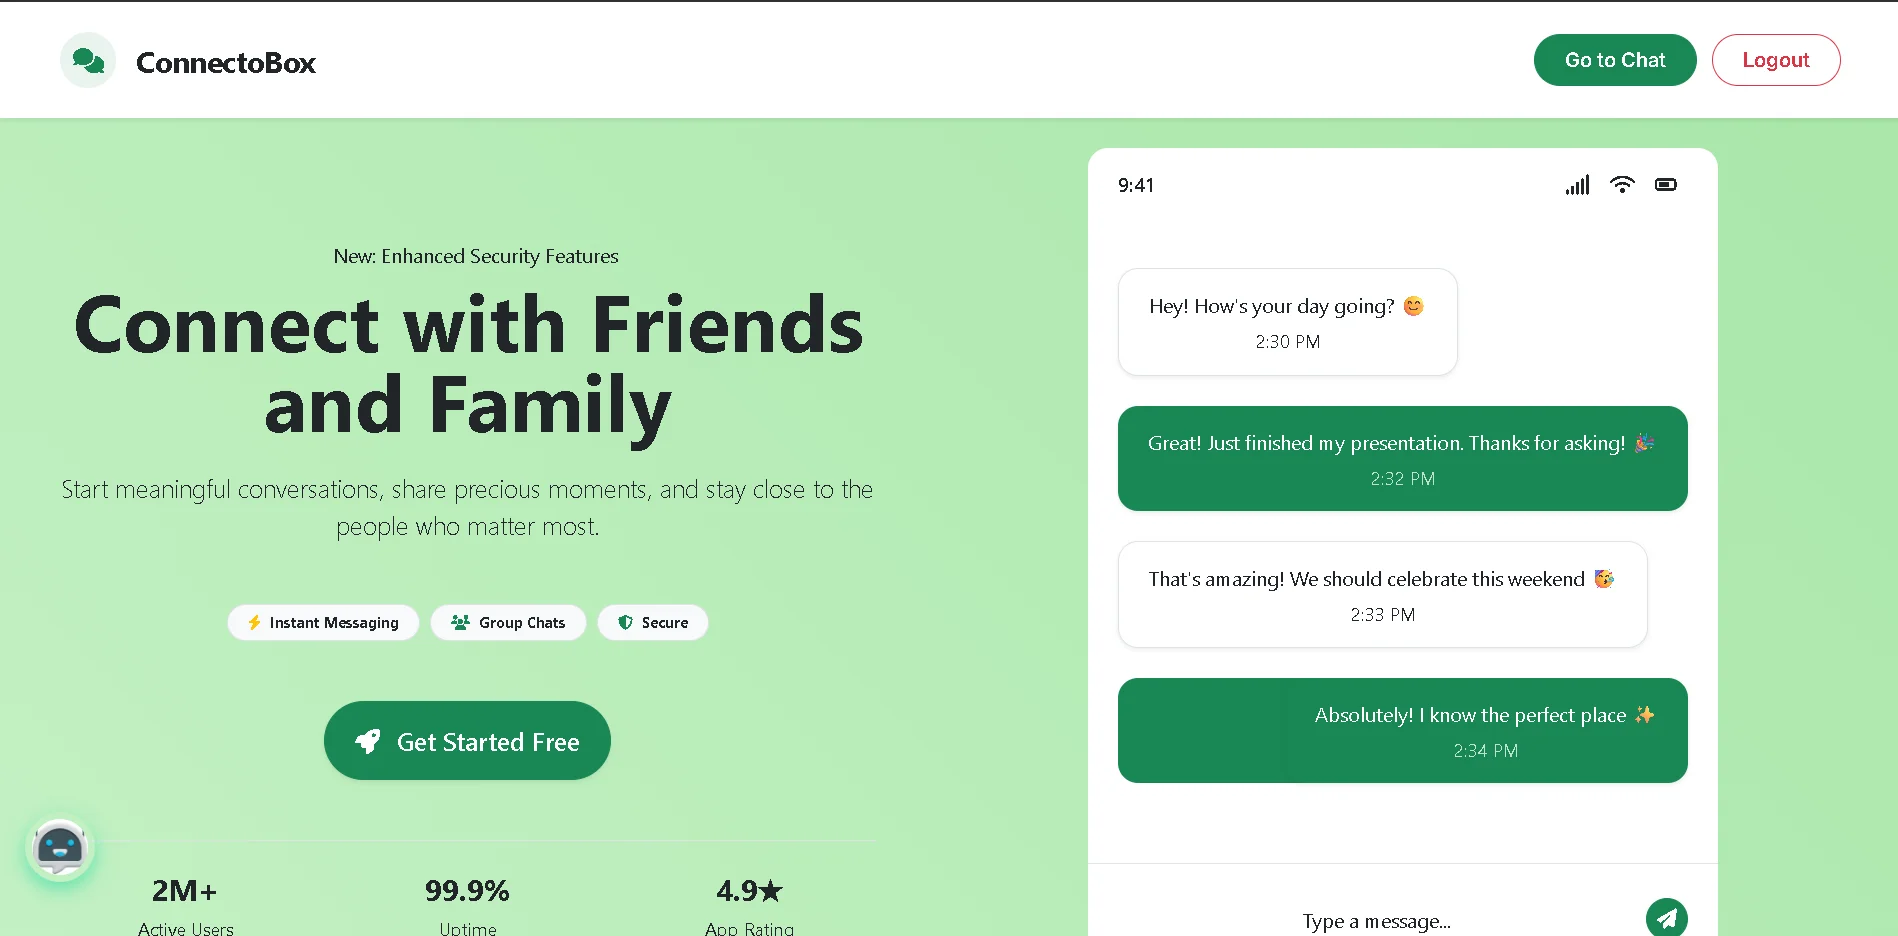 ConnectoBox
Go to Chat
Logout
New: Enhanced Security Features
Connect with Friends
and Family
Start meaningful conversations, share precious moments, and stay close to the
people who matter most.
Instant Messaging
Group Chats
Secure
Get Started Free
2M+
Active Users
99.9%
Uptime
4.9★
App Rating
9:41
Hey! How's your day going? 😊
2:30 PM
Great! Just finished my presentation. Thanks for asking! 🎉
2:32 PM
That's amazing! We should celebrate this weekend 🥳
2:33 PM
Absolutely! I know the perfect place ✨
2:34 PM
Type a message...